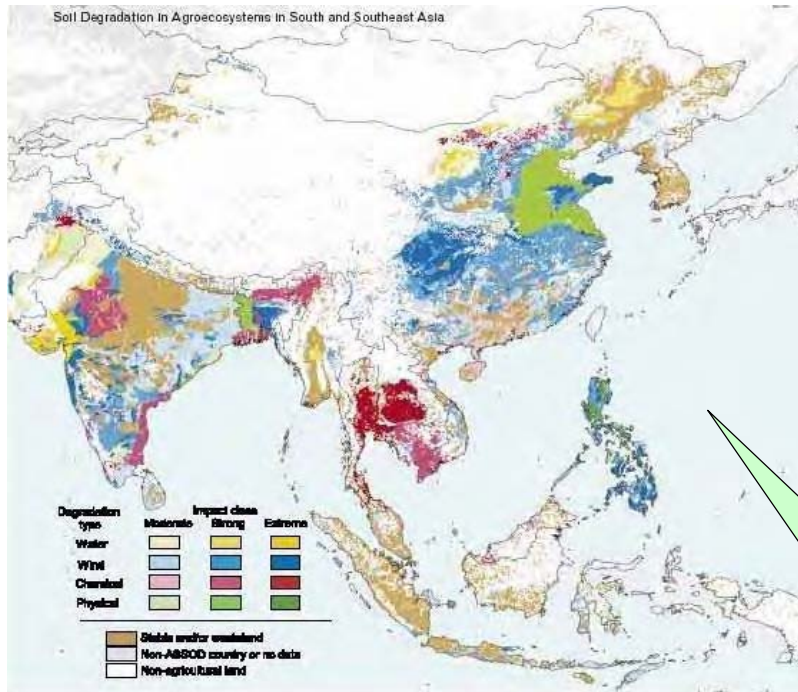 Soil Degradation in Agroecosystems in South and Southeast Asia
Degradation type Impact class
Moderate Strong Extreme
Water
Wind
Chemical
Physical
Stable and/or wasteland
Non-ASSOD country or no data
Non-agricultural land